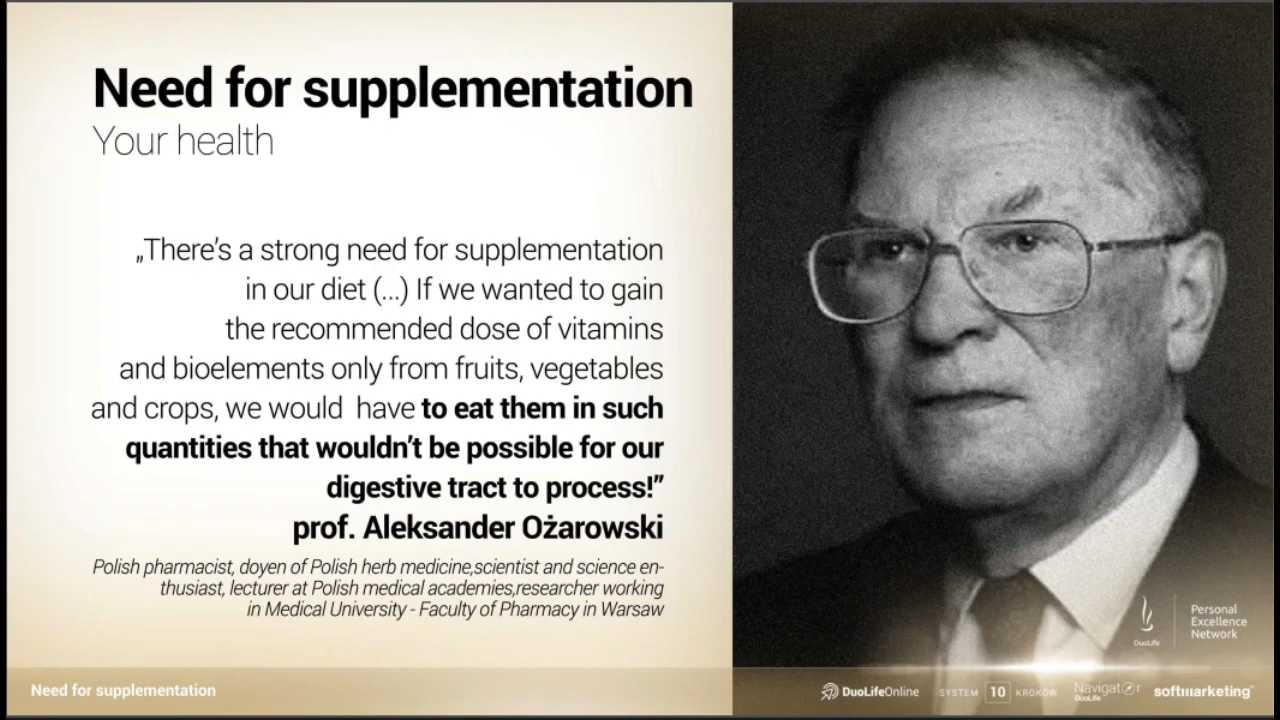 Need for supplementation
Your health
„There's a strong need for supplementation
in our diet (...) If we wanted to gain
the recommended dose of vitamins
and bioelements only from fruits, vegetables
and crops, we would have to eat them in such
quantities that wouldn't be possible for our
digestive tract to process!”
prof. Aleksander Ożarowski
Polish pharmacist, doyen of Polish herb medicine,scientist and science en-
thusiast, lecturer at Polish medical academies,researcher working
in Medical University - Faculty of Pharmacy in Warsaw
DuoLife
Personal
Excellence
Network
Need for supplementation
DuoLifeOnline
SYSTEM 10 KROKÓW
Navigator
DuoLife
softmarketing